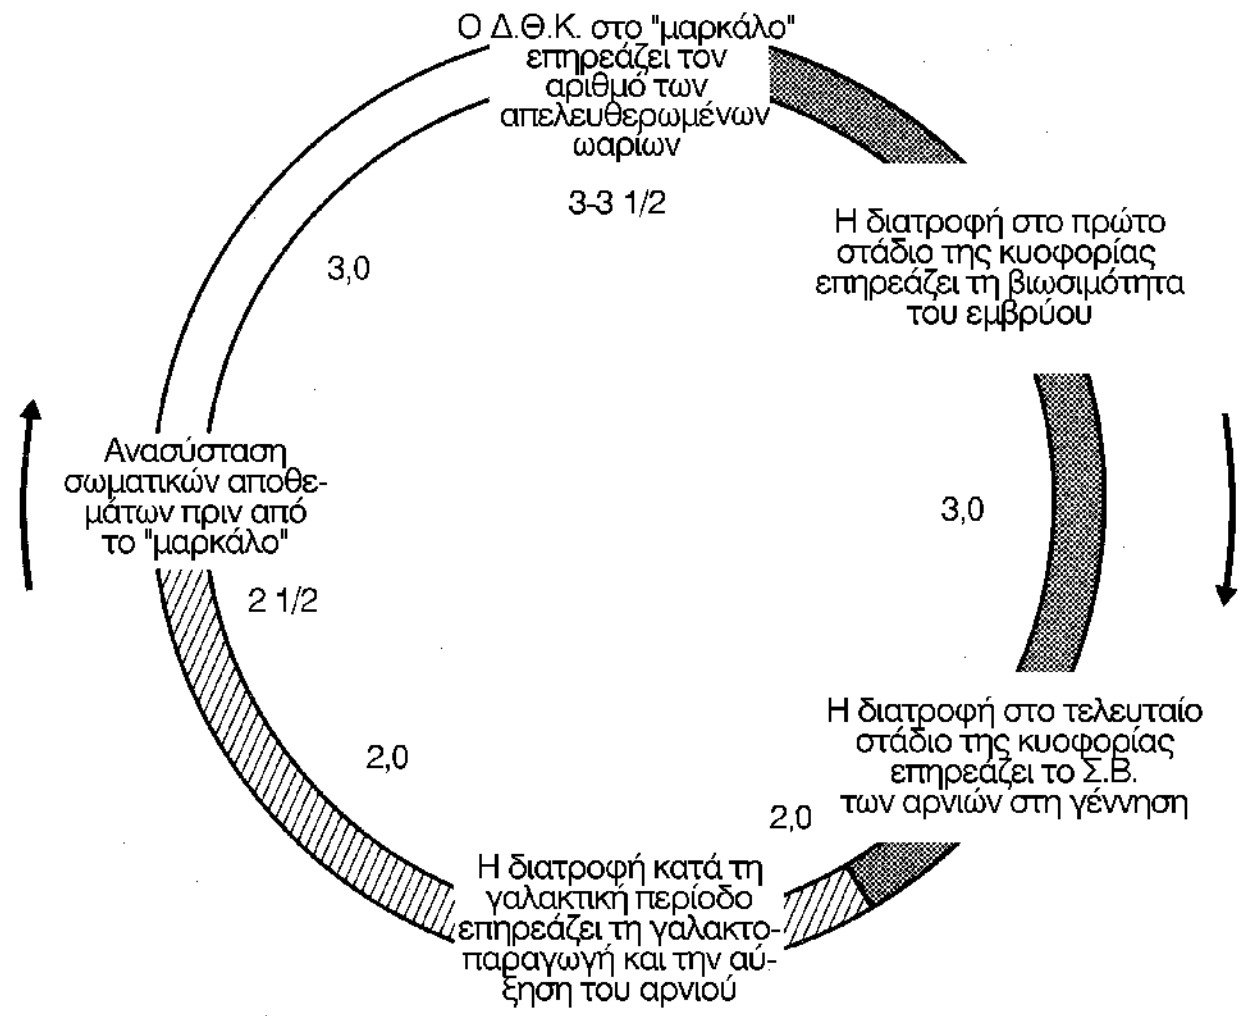 Ο Δ.Θ.Κ. στο "μαρκάλο"
επηρεάζει τον
αριθμό των
απελευθερωμένων
ωαρίων
3-3 1/2
Η διατροφή στο πρώτο
στάδιο της κυοφορίας
επηρεάζει τη βιωσιμότητα
του εμβρύου
3,0
3,0
Η διατροφή στο τελευταίο
στάδιο της κυοφορίας
επηρεάζει το Σ.Β.
των αρνιών στη γέννηση
2,0
Η διατροφή κατά τη
γαλακτική περίοδο
επηρεάζει τη γαλακτο-
παραγωγή και την αύ-
ξηση του αρνιού
2,0
2 1/2
Ανασύσταση
σωματικών αποθε-
μάτων πριν από
το "μαρκάλο"